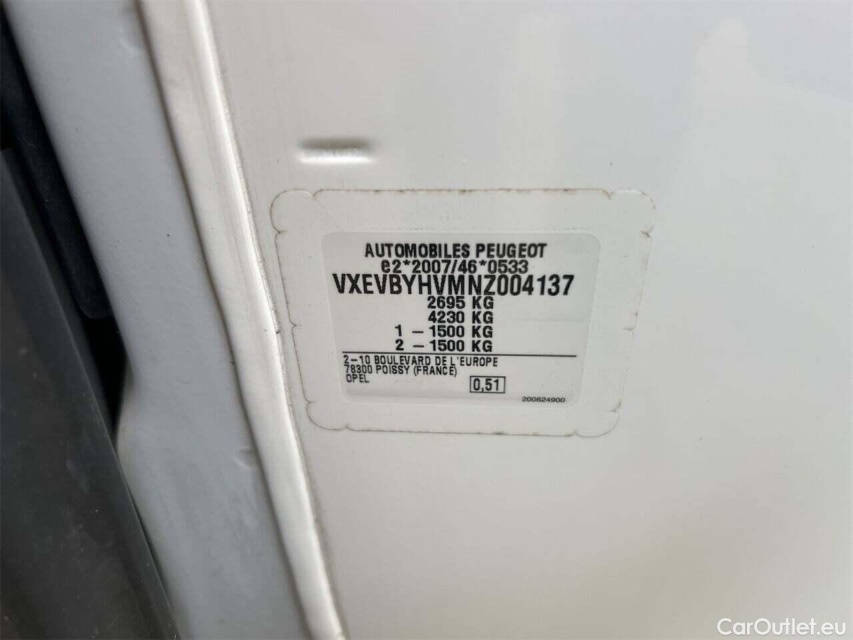 AUTOMOBILES PEUGEOT
e2*2007/46*0533
VXEVBYHVMNZ004137
2695 KG
4230 KG
1 – 1500 KG
2 – 1500 KG
2–10 BOULEVARD DE L'EUROPE
78300 POISSY (FRANCE)
OPEL
0,51
200824900
CarOutlet.eu